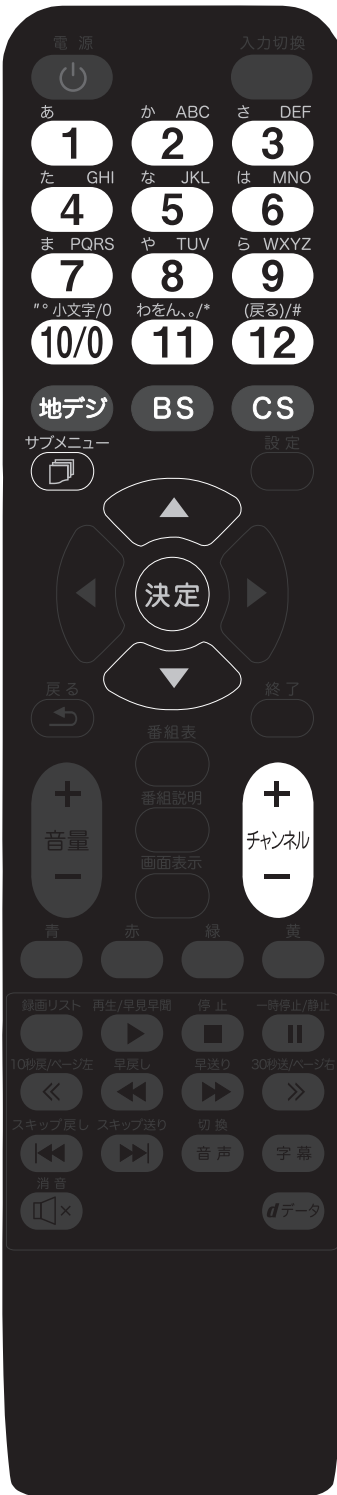 電源 入力切換
あ か ABC さ DEF
1 2 3
た GHI な JKL は MNO
4 5 6
ま PQRS や TUV ら WXYZ
7 8 9
"° 小文字/0 わをん、。/* (戻る)/#
10/0 11 12
地デジ BS CS
サブメニュー 設定
決定
戻る 終了
番組表
+ 番組説明 +
音量 チャンネル
− 画面表示 −
青 赤 緑 黄
録画リスト 再生/早見早聞 停止 一時停止/静止
10秒戻/ページ左 早戻し 早送り 30秒送/ページ右
スキップ戻し スキップ送り 切換
音声 字幕
消音
dデータ